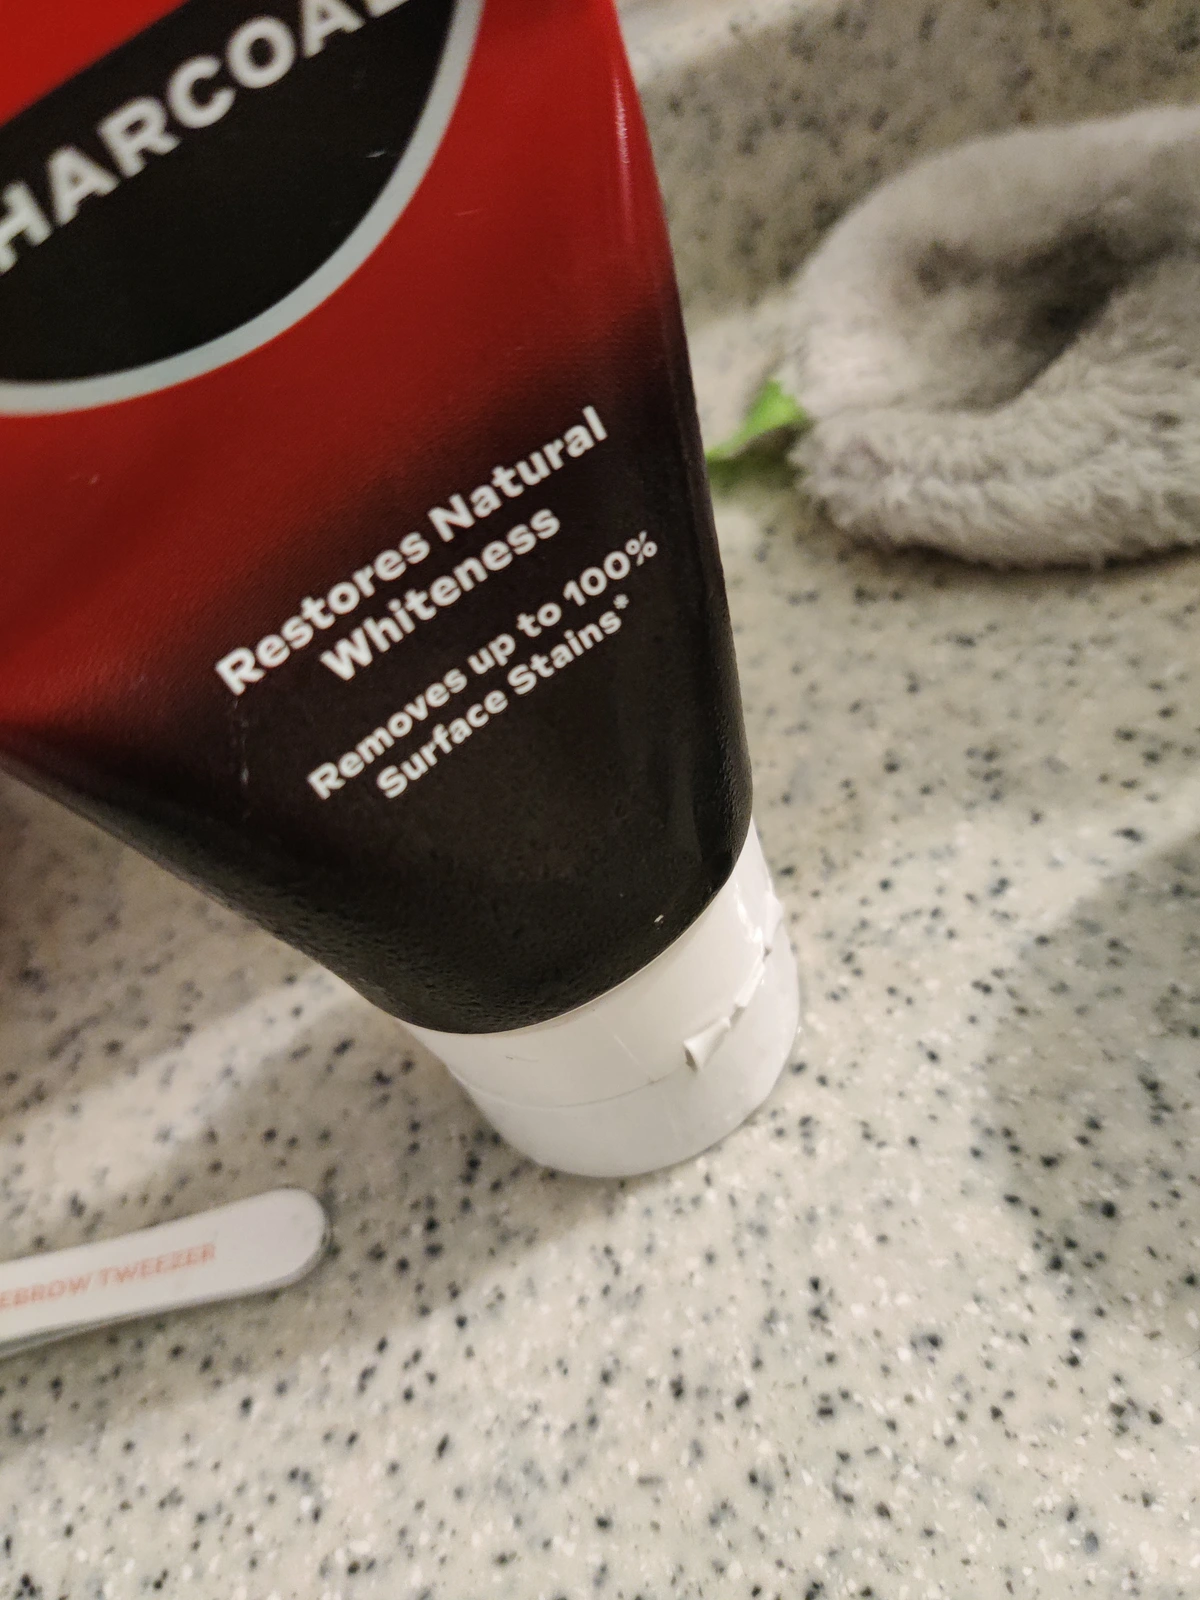 HARCOAL
Restores Natural
Whiteness
Removes up to 100%
Surface Stains*
EBROW TWEEZER